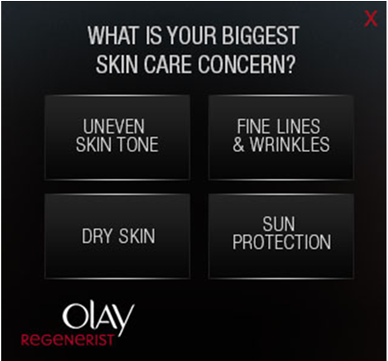 X
WHAT IS YOUR BIGGEST
SKIN CARE CONCERN?
UNEVEN
SKIN TONE
FINE LINES
& WRINKLES
DRY SKIN
SUN
PROTECTION
OLAY
REGENERIST